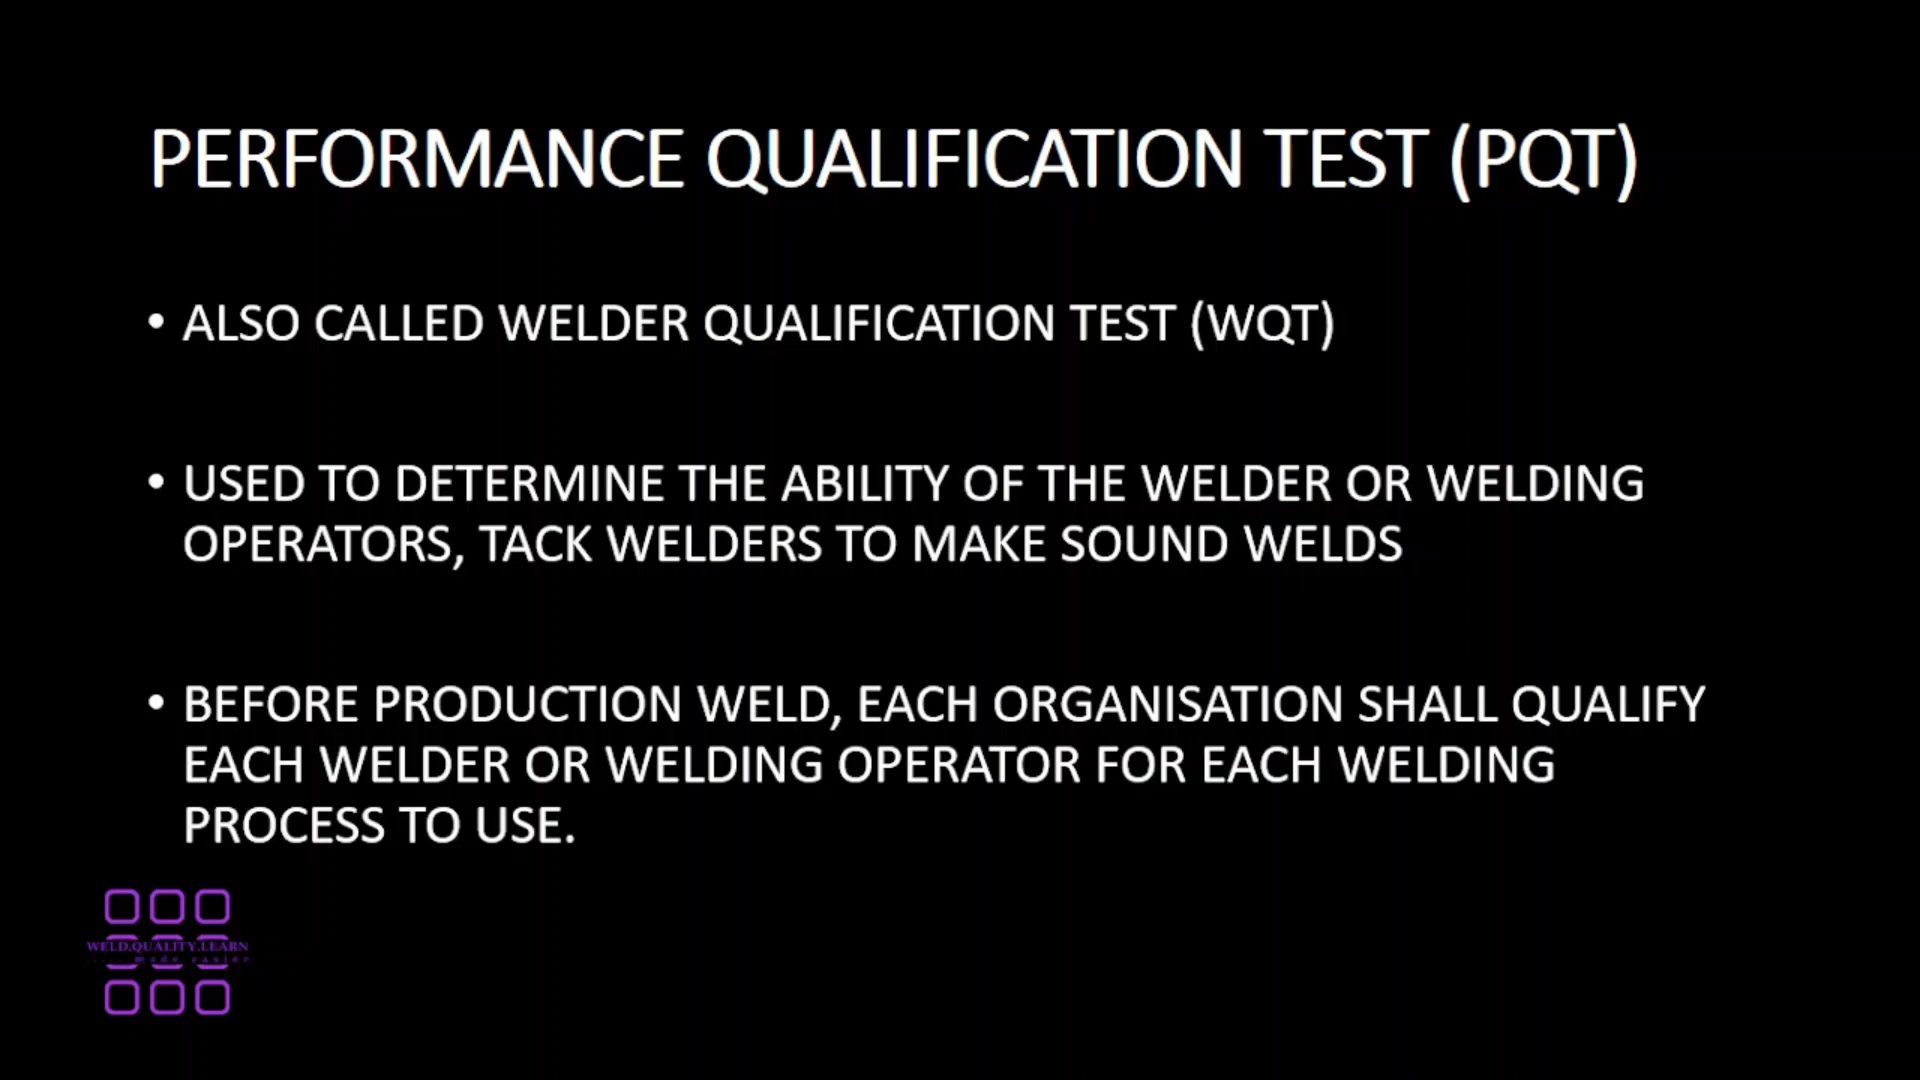 PERFORMANCE QUALIFICATION TEST (PQT)
• ALSO CALLED WELDER QUALIFICATION TEST (WQT)
• USED TO DETERMINE THE ABILITY OF THE WELDER OR WELDING
OPERATORS, TACK WELDERS TO MAKE SOUND WELDS
• BEFORE PRODUCTION WELD, EACH ORGANISATION SHALL QUALIFY
EACH WELDER OR WELDING OPERATOR FOR EACH WELDING
PROCESS TO USE.
WELD.QUALITY.LEARN
made easier